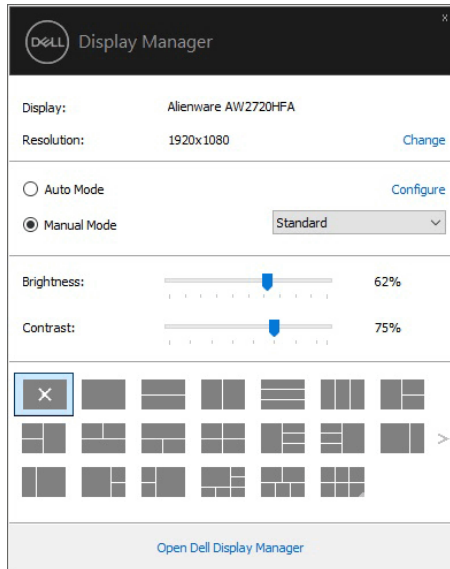 x
DELL Display Manager
Display: Alienware AW2720HFA
Resolution: 1920x1080 Change
Auto Mode Configure
Manual Mode Standard
Brightness: 62%
Contrast: 75%
Open Dell Display Manager